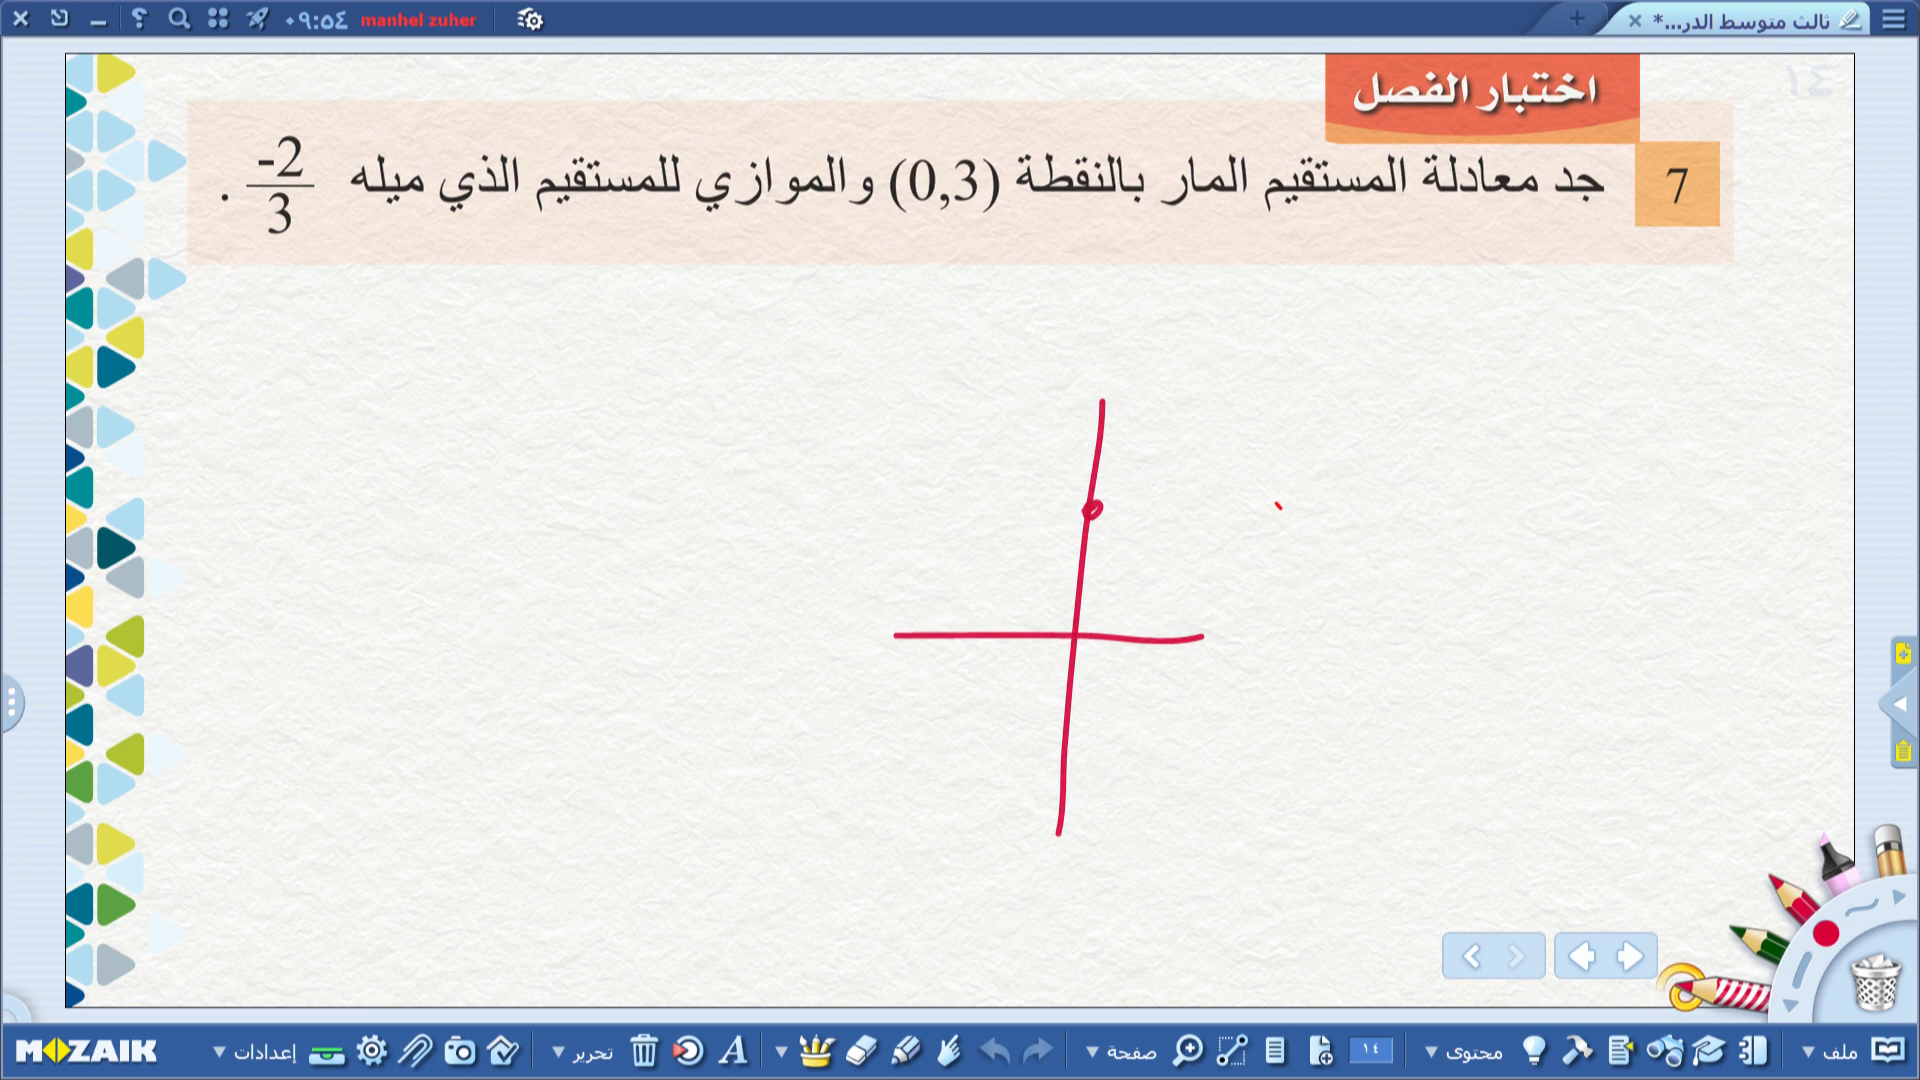 ٠٩:٥٤ manhel zuher
ثالث متوسط الدر...*
١٤
اختبار الفصل
7 جد معادلة المستقيم المار بالنقطة (0,3) والموازي للمستقيم الذي ميله -2/3 .
MOZAIK
إعدادات
تحرير
صفحة
١٤
محتوى
ملف